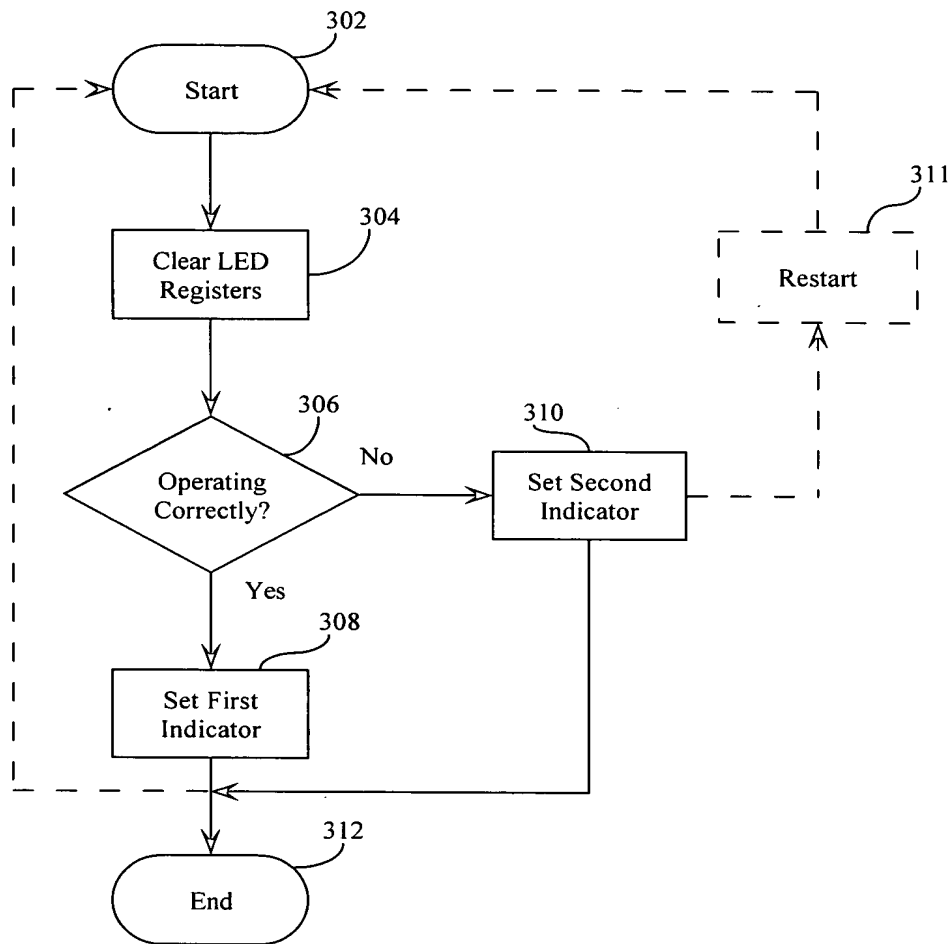 302
Start
311
304
Clear LED
Registers
Restart
306
310
No
Operating
Correctly?
Set Second
Indicator
Yes
308
Set First
Indicator
312
End